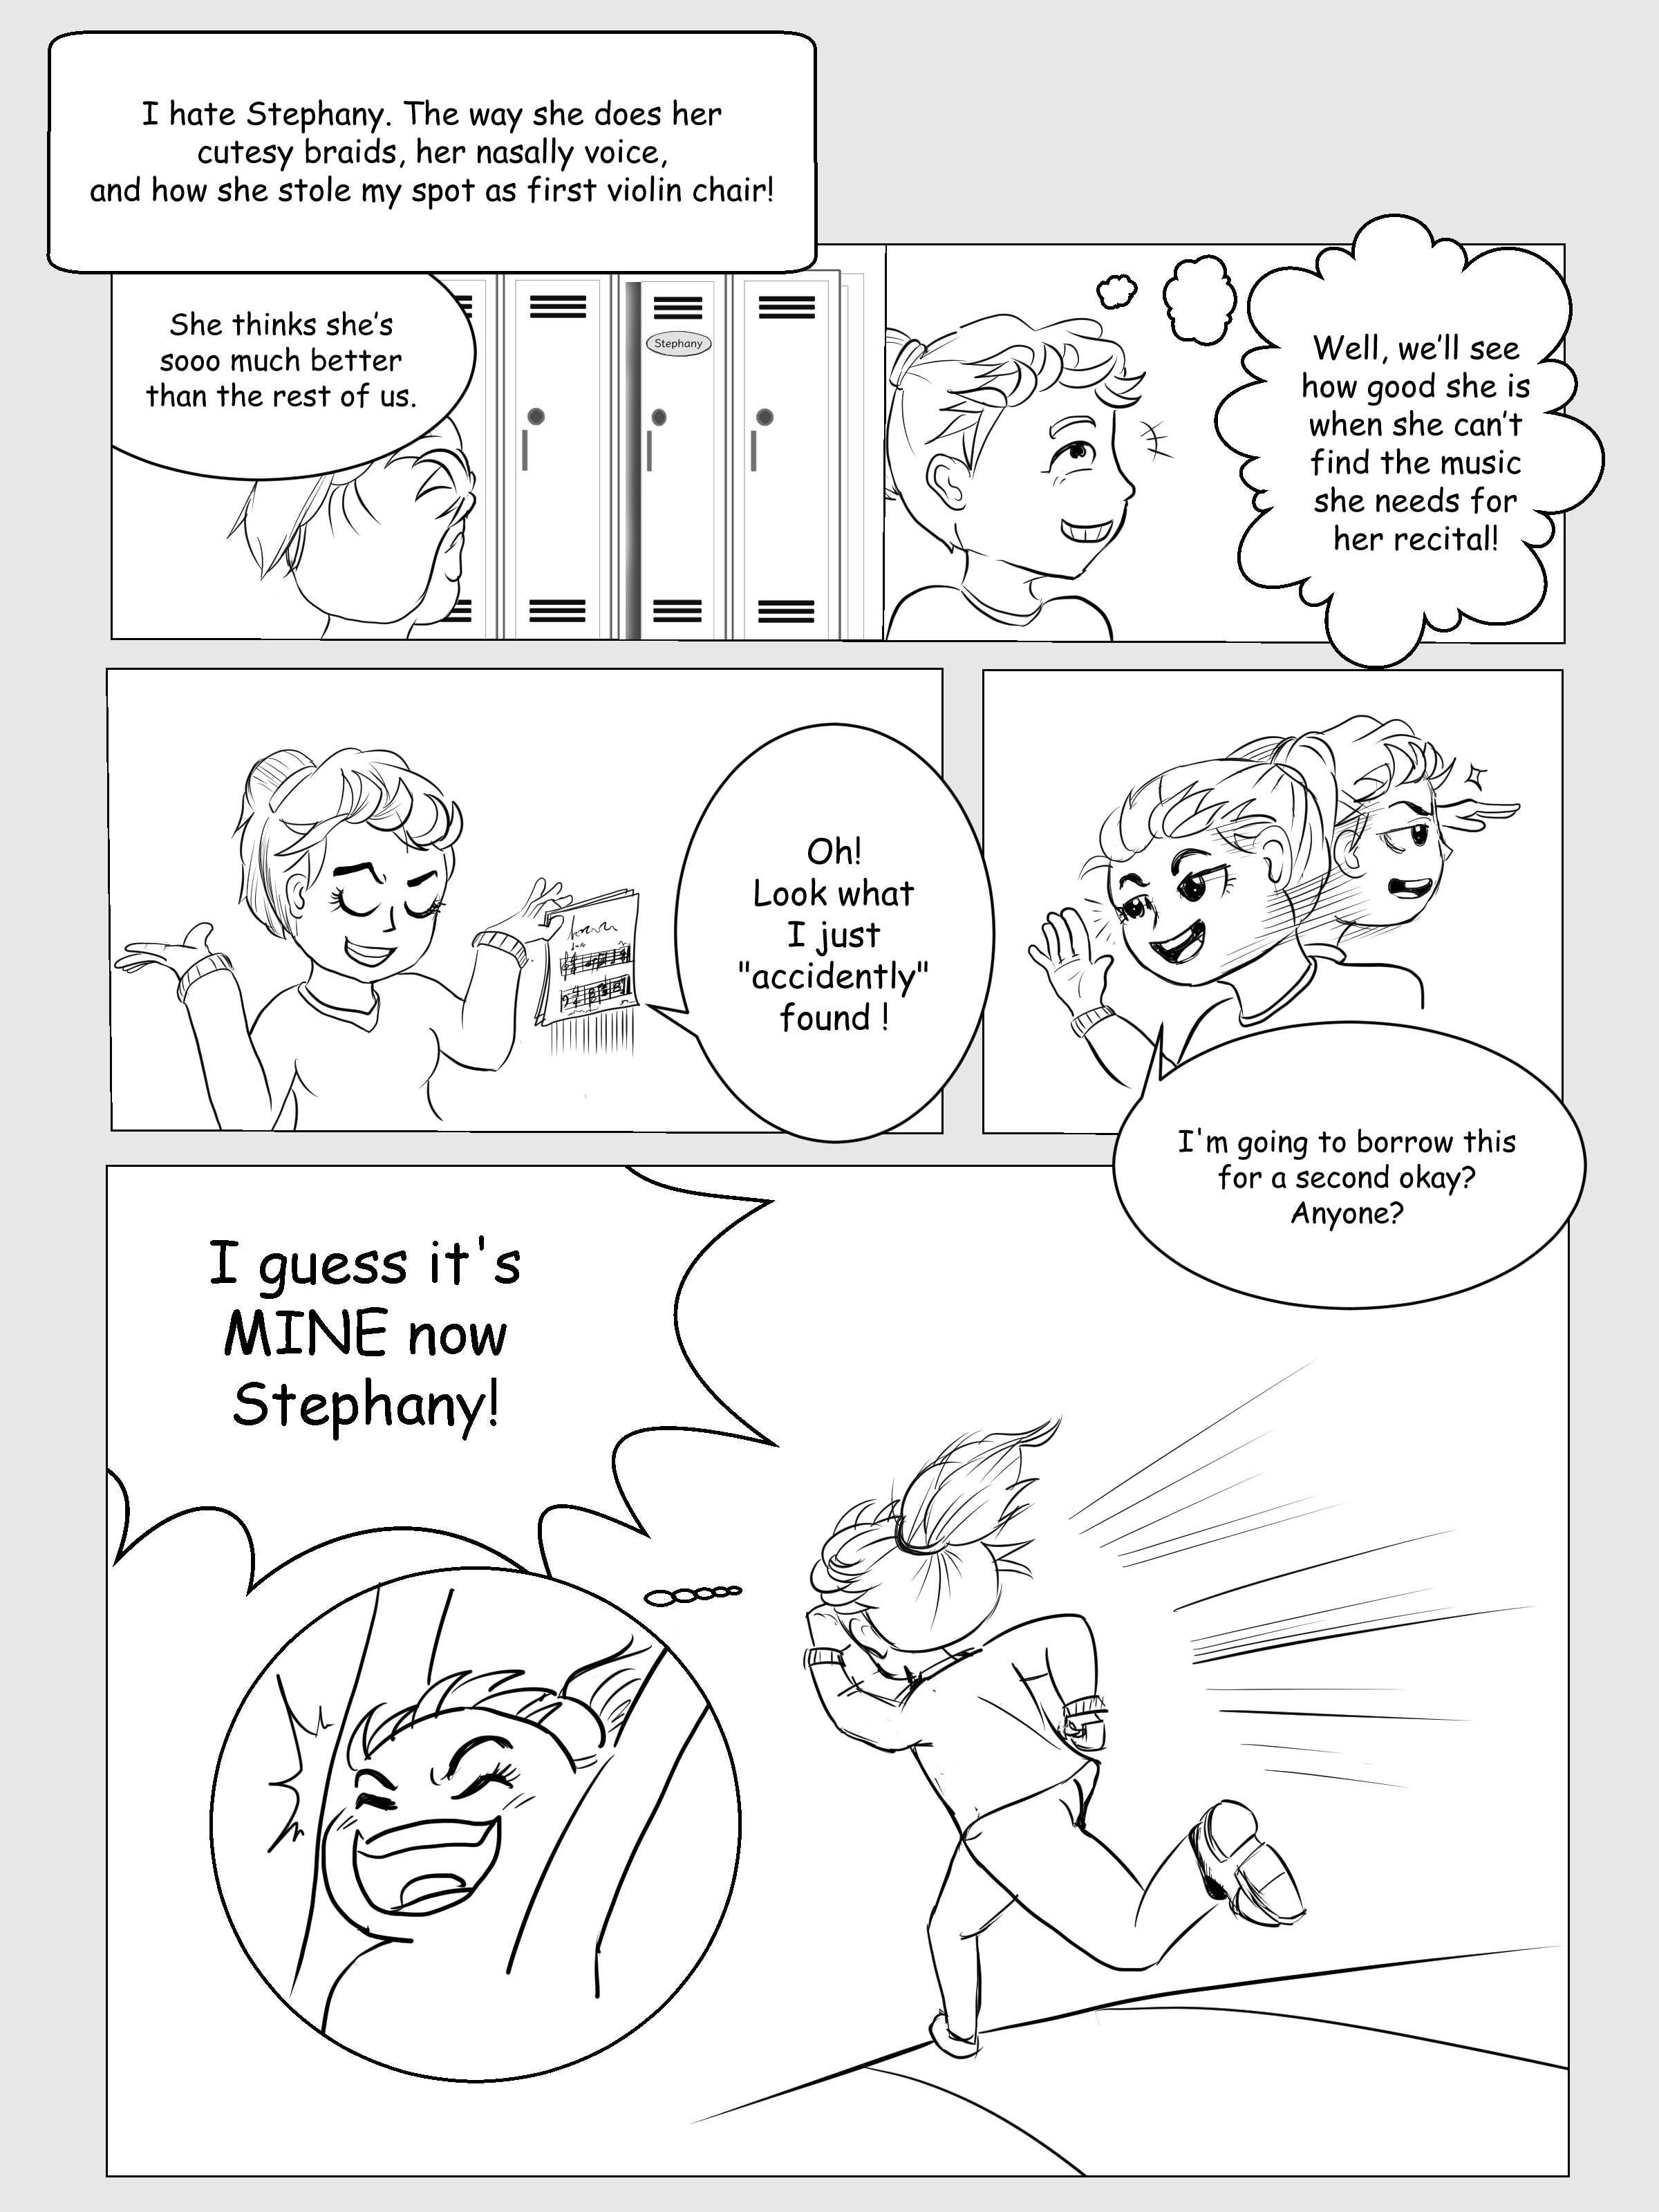 I hate Stephany. The way she does her
cutesy braids, her nasally voice,
and how she stole my spot as first violin chair!
She thinks she's
sooo much better
than the rest of us.
Stephany
Well, we'll see
how good she is
when she can't
find the music
she needs for
her recital!
Oh!
Look what
I just
"accidently"
found !
I'm going to borrow this
for a second okay?
Anyone?
I guess it's
MINE now
Stephany!